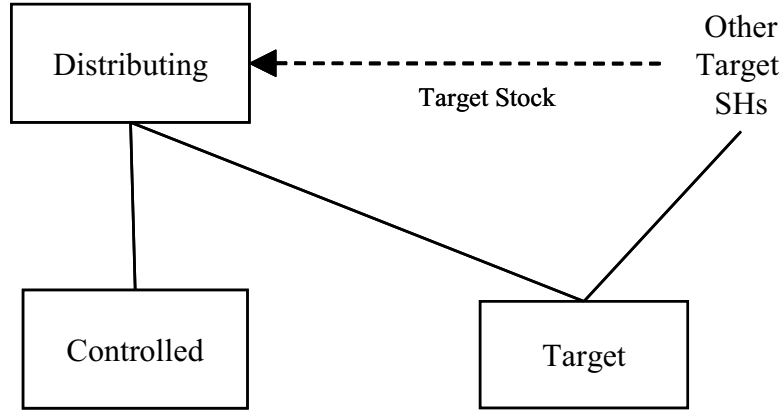 Distributing
Other
Target
SHs
Target Stock
Controlled
Target